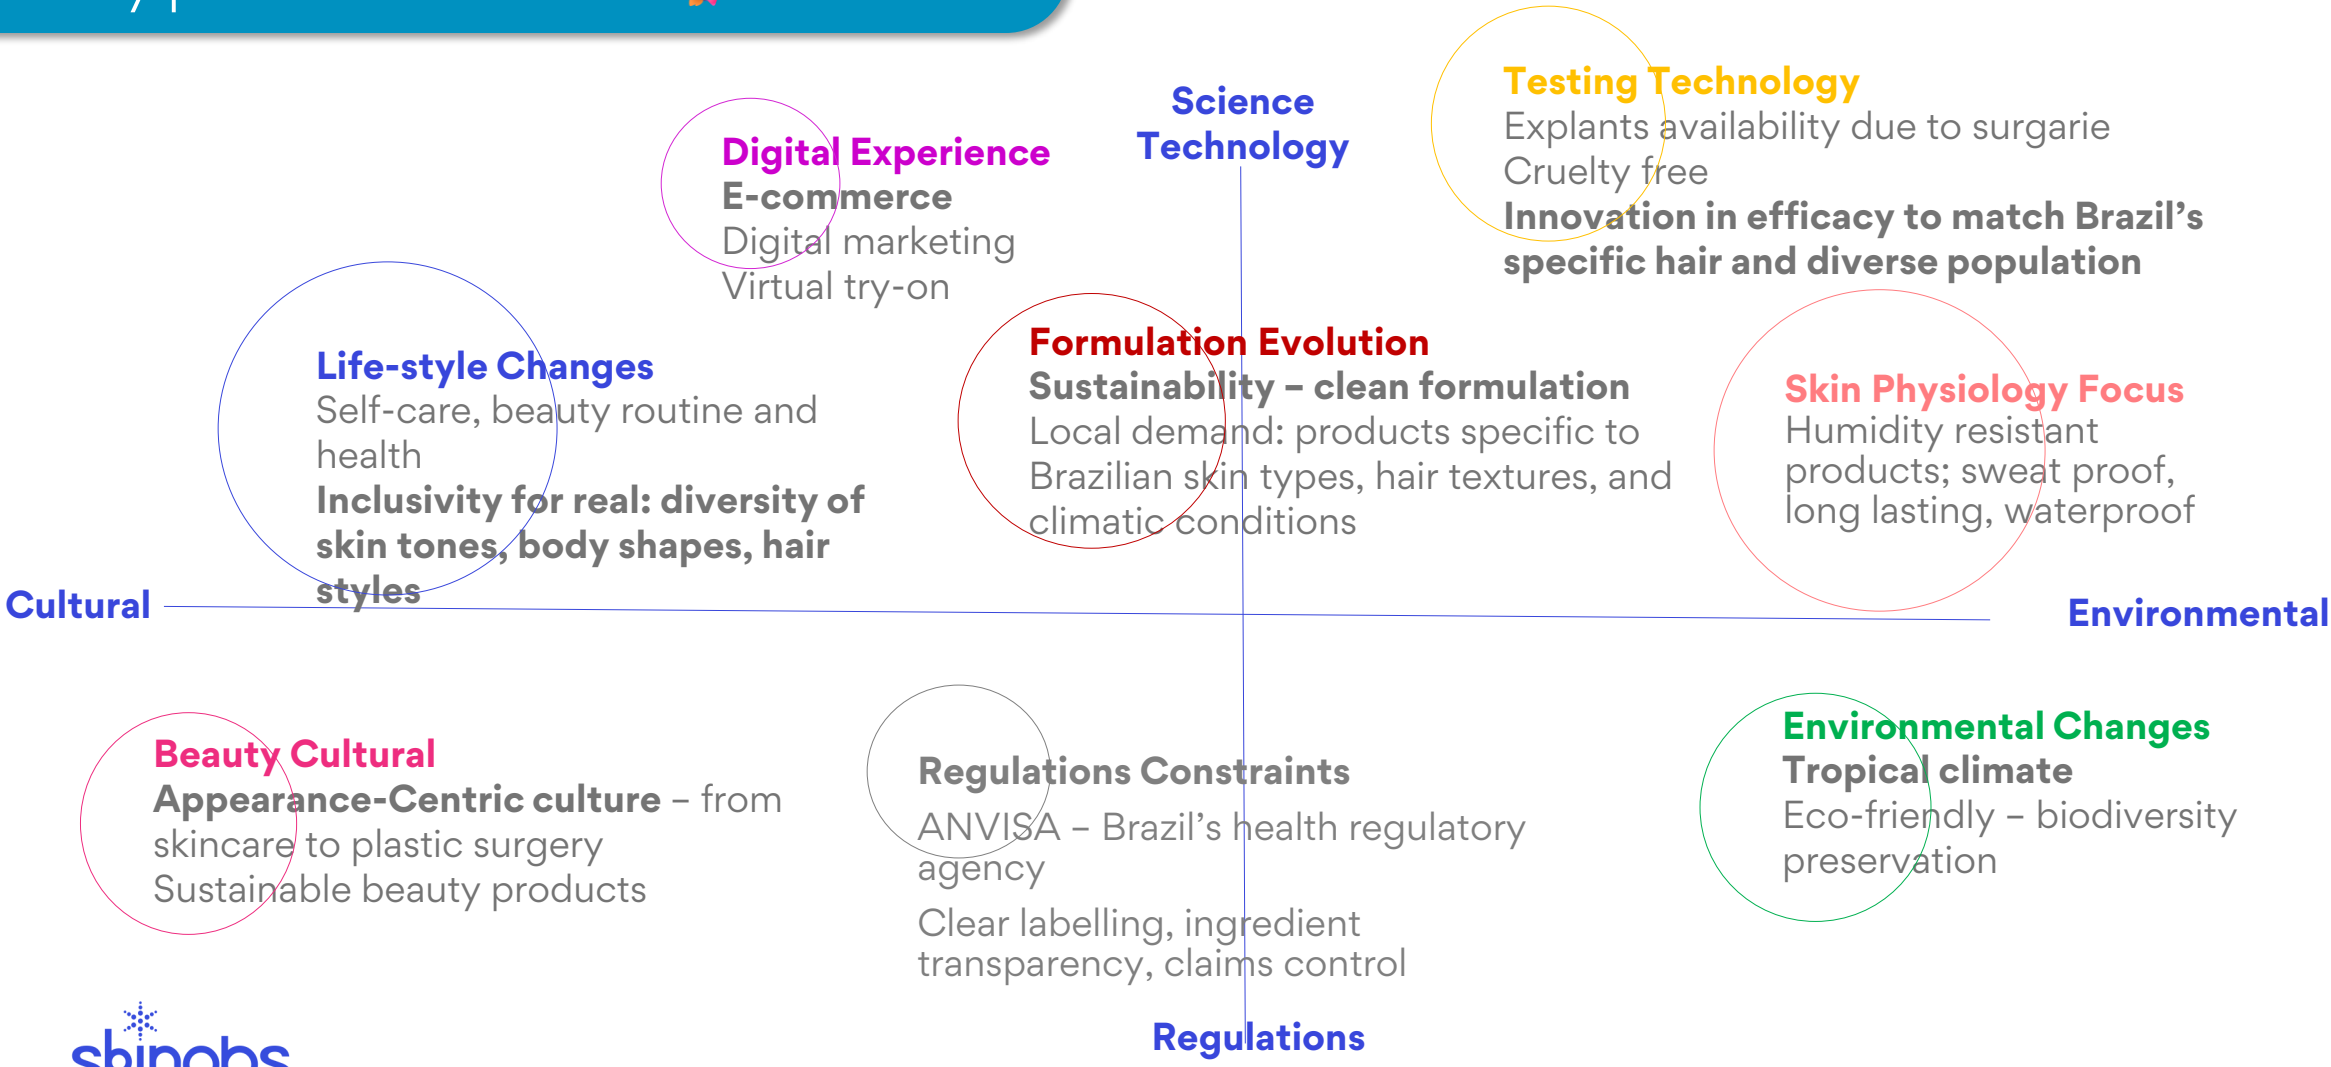 Science
Technology
Testing Technology
Explants availability due to surgarie
Cruelty free
Innovation in efficacy to match Brazil's
specific hair and diverse population
Digital Experience
E-commerce
Digital marketing
Virtual try-on
Life-style Changes
Self-care, beauty routine and
health
Inclusivity for real: diversity of
skin tones, body shapes, hair
styles
Formulation Evolution
Sustainability – clean formulation
Local demand: products specific to
Brazilian skin types, hair textures, and
climatic conditions
Skin Physiology Focus
Humidity resistant
products; sweat proof,
long lasting, waterproof
Cultural
Environmental
Beauty Cultural
Appearance-Centric culture – from
skincare to plastic surgery
Sustainable beauty products
Regulations Constraints
ANVISA – Brazil's health regulatory
agency
Clear labelling, ingredient
transparency, claims control
Environmental Changes
Tropical climate
Eco-friendly – biodiversity
preservation
Regulations